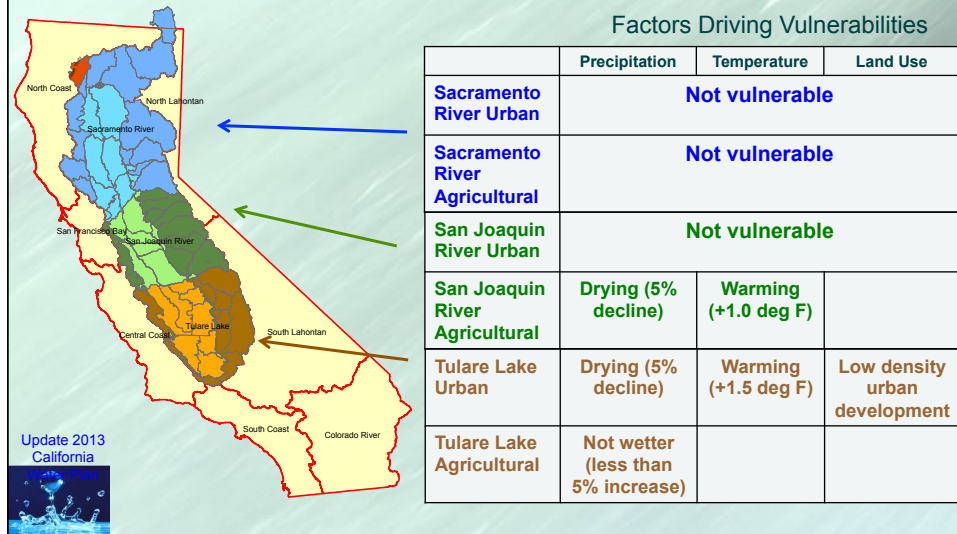 Factors Driving Vulnerabilities
North Coast
North Lahontan
Sacramento River
San Francisco Bay
San Joaquin River
Central Coast
Tulare Lake
South Lahontan
South Coast
Colorado River
Update 2013
California
Water Plan
Precipitation Temperature Land Use
Sacramento
River Urban
Not vulnerable
Sacramento
River
Agricultural
Not vulnerable
San Joaquin
River Urban
Not vulnerable
San Joaquin
River
Agricultural
Drying (5%
decline)
Warming
(+1.0 deg F)
Tulare Lake
Urban
Drying (5%
decline)
Warming
(+1.5 deg F)
Low density
urban
development
Tulare Lake
Agricultural
Not wetter
(less than
5% increase)